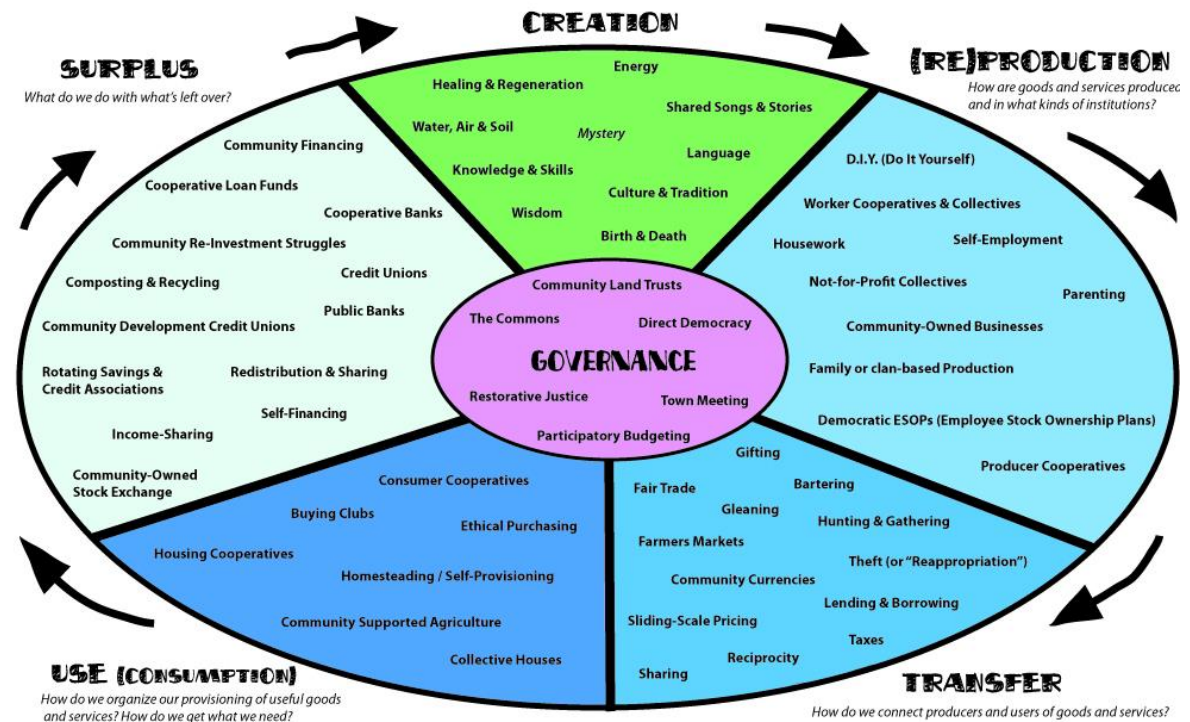 CREATION
SURPLUS
What do we do with what's left over?
(RE)PRODUCTION
How are goods and services produced
and in what kinds of institutions?
Energy
Healing & Regeneration
Shared Songs & Stories
Water, Air & Soil
Mystery
Language
Knowledge & Skills
Culture & Tradition
Wisdom
Birth & Death
D.I.Y. (Do It Yourself)
Worker Cooperatives & Collectives
Housework
Self-Employment
Not-for-Profit Collectives
Parenting
Community-Owned Businesses
Family or clan-based Production
Democratic ESOPs (Employee Stock Ownership Plans)
Producer Cooperatives
Community Financing
Cooperative Loan Funds
Cooperative Banks
Community Re-Investment Struggles
Credit Unions
Composting & Recycling
Public Banks
Community Development Credit Unions
Rotating Savings &
Credit Associations
Redistribution & Sharing
Self-Financing
Income-Sharing
Community-Owned
Stock Exchange
Community Land Trusts
The Commons
Direct Democracy
GOVERNANCE
Restorative Justice
Town Meeting
Participatory Budgeting
Gifting
Fair Trade
Bartering
Gleaning
Hunting & Gathering
Farmers Markets
Theft (or "Reappropriation")
Community Currencies
Lending & Borrowing
Sliding-Scale Pricing
Taxes
Reciprocity
Sharing
Consumer Cooperatives
Buying Clubs
Ethical Purchasing
Housing Cooperatives
Homesteading / Self-Provisioning
Community Supported Agriculture
Collective Houses
USE (CONSUMPTION)
How do we organize our provisioning of useful goods
and services? How do we get what we need?
TRANSFER
How do we connect producers and users of goods and services?